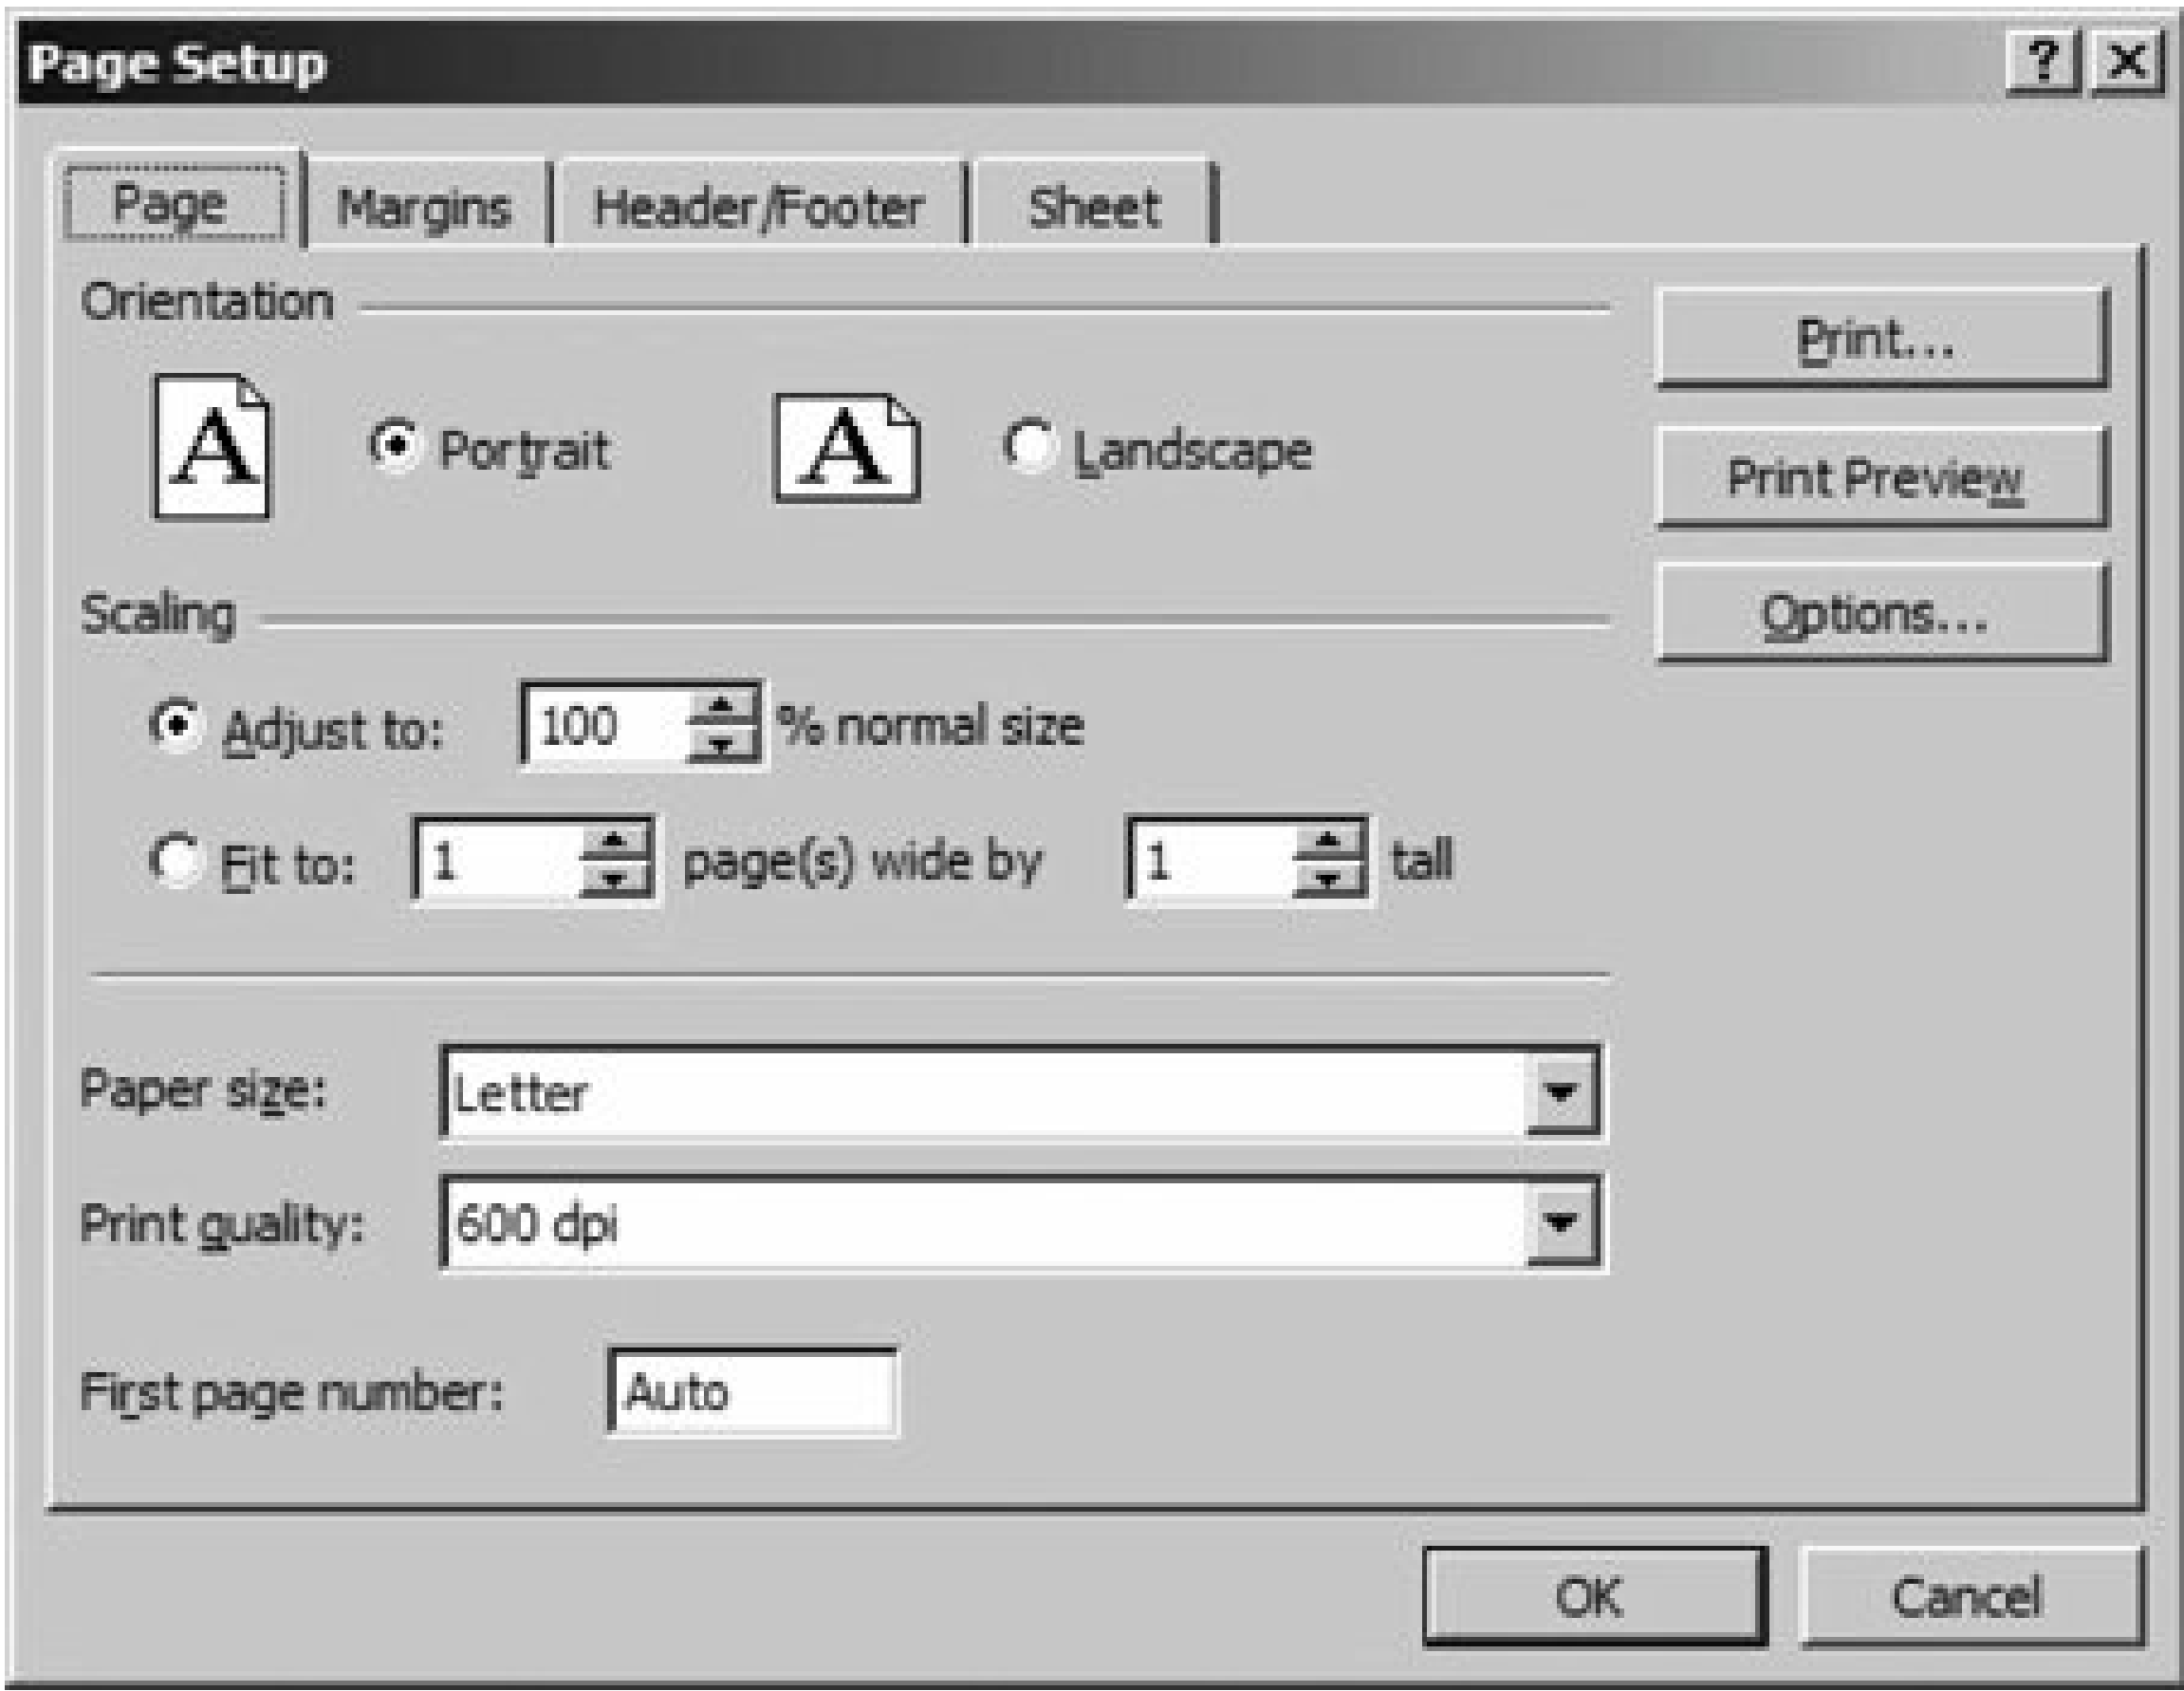 Page Setup ? X
Page Margins Header/Footer Sheet
Orientation
Print...
A Portrait A Landscape
Print Preview
Scaling
Options...
Adjust to: 100 % normal size
Fit to: 1 page(s) wide by 1 tall
Paper size: Letter
Print quality: 600 dpi
First page number: Auto
OK Cancel